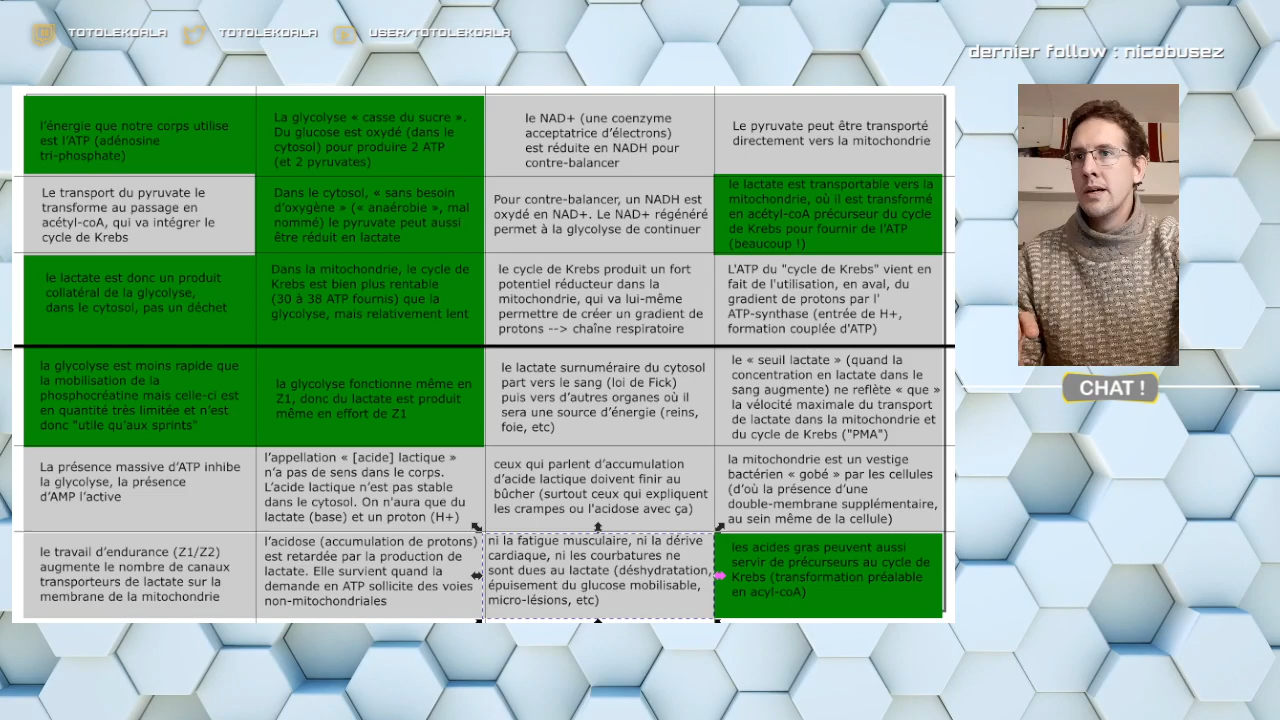 TOTOLEKOALA
TOTOLEKOALA
USER/TOTOLEKOALA
dernier follow : nicobusez
l'énergie que notre corps utilise
est l'ATP (adénosine
tri-phosphate)
La glycolyse « casse du sucre ».
Du glucose est oxydé (dans le
cytosol) pour produire 2 ATP
(et 2 pyruvates)
le NAD+ (une coenzyme
acceptatrice d'électrons)
est réduite en NADH pour
contre-balancer
Le pyruvate peut être transporté
directement vers la mitochondrie
Le transport du pyruvate le
transforme au passage en
acétyl-coA, qui va intégrer le
cycle de Krebs
Dans le cytosol, « sans besoin
d'oxygène » (« anaérobie », mal
nommé) le pyruvate peut aussi
être réduit en lactate
Pour contre-balancer, un NADH est
oxydé en NAD+. Le NAD+ régénéré
permet à la glycolyse de continuer
le lactate est transportable vers la
mitochondrie, où il est transformé
en acétyl-coA précurseur du cycle
de Krebs pour fournir de l'ATP
(beaucoup !)
le lactate est donc un produit
collatéral de la glycolyse,
dans le cytosol, pas un déchet
Dans la mitochondrie, le cycle de
Krebs est bien plus rentable
(30 à 38 ATP fournis) que la
glycolyse, mais relativement lent
le cycle de Krebs produit un fort
potentiel réducteur dans la
mitochondrie, qui va lui-même
permettre de créer un gradient de
protons --> chaîne respiratoire
L'ATP du "cycle de Krebs" vient en
fait de l'utilisation, en aval, du
gradient de protons par l'
ATP-synthase (entrée de H+,
formation couplée d'ATP)
la glycolyse est moins rapide que
la mobilisation de la
phosphocréatine mais celle-ci est
en quantité très limitée et n'est
donc "utile qu'aux sprints"
la glycolyse fonctionne même en
Z1, donc du lactate est produit
même en effort de Z1
le lactate surnuméraire du cytosol
part vers le sang (loi de Fick)
puis vers d'autres organes où il
sera une source d'énergie (reins,
foie, etc)
le « seuil lactate » (quand la
concentration en lactate dans le
sang augmente) ne reflète « que »
la vélocité maximale du transport
de lactate dans la mitochondrie et
du cycle de Krebs ("PMA")
CHAT !
La présence massive d'ATP inhibe
la glycolyse, la présence
d'AMP l'active
l'appellation « [acide] lactique »
n'a pas de sens dans le corps.
L'acide lactique n'est pas stable
dans le cytosol. On n'aura que du
lactate (base) et un proton (H+)
ceux qui parlent d'accumulation
d'acide lactique doivent finir au
bûcher (surtout ceux qui expliquent
les crampes ou l'acidose avec ça)
la mitochondrie est un vestige
bactérien « gobé » par les cellules
(d'où la présence d'une
double-membrane supplémentaire,
au sein même de la cellule)
le travail d'endurance (Z1/Z2)
augmente le nombre de canaux
transporteurs de lactate sur la
membrane de la mitochondrie
l'acidose (accumulation de protons)
est retardée par la production de
lactate. Elle survient quand la
demande en ATP sollicite des voies
non-mitochondriales
ni la fatigue musculaire, ni la dérive
cardiaque, ni les courbatures ne
sont dues au lactate (déshydratation,
épuisement du glucose mobilisable,
micro-lésions, etc)
les acides gras peuvent aussi
servir de précurseurs au cycle de
Krebs (transformation préalable
en acyl-coA)